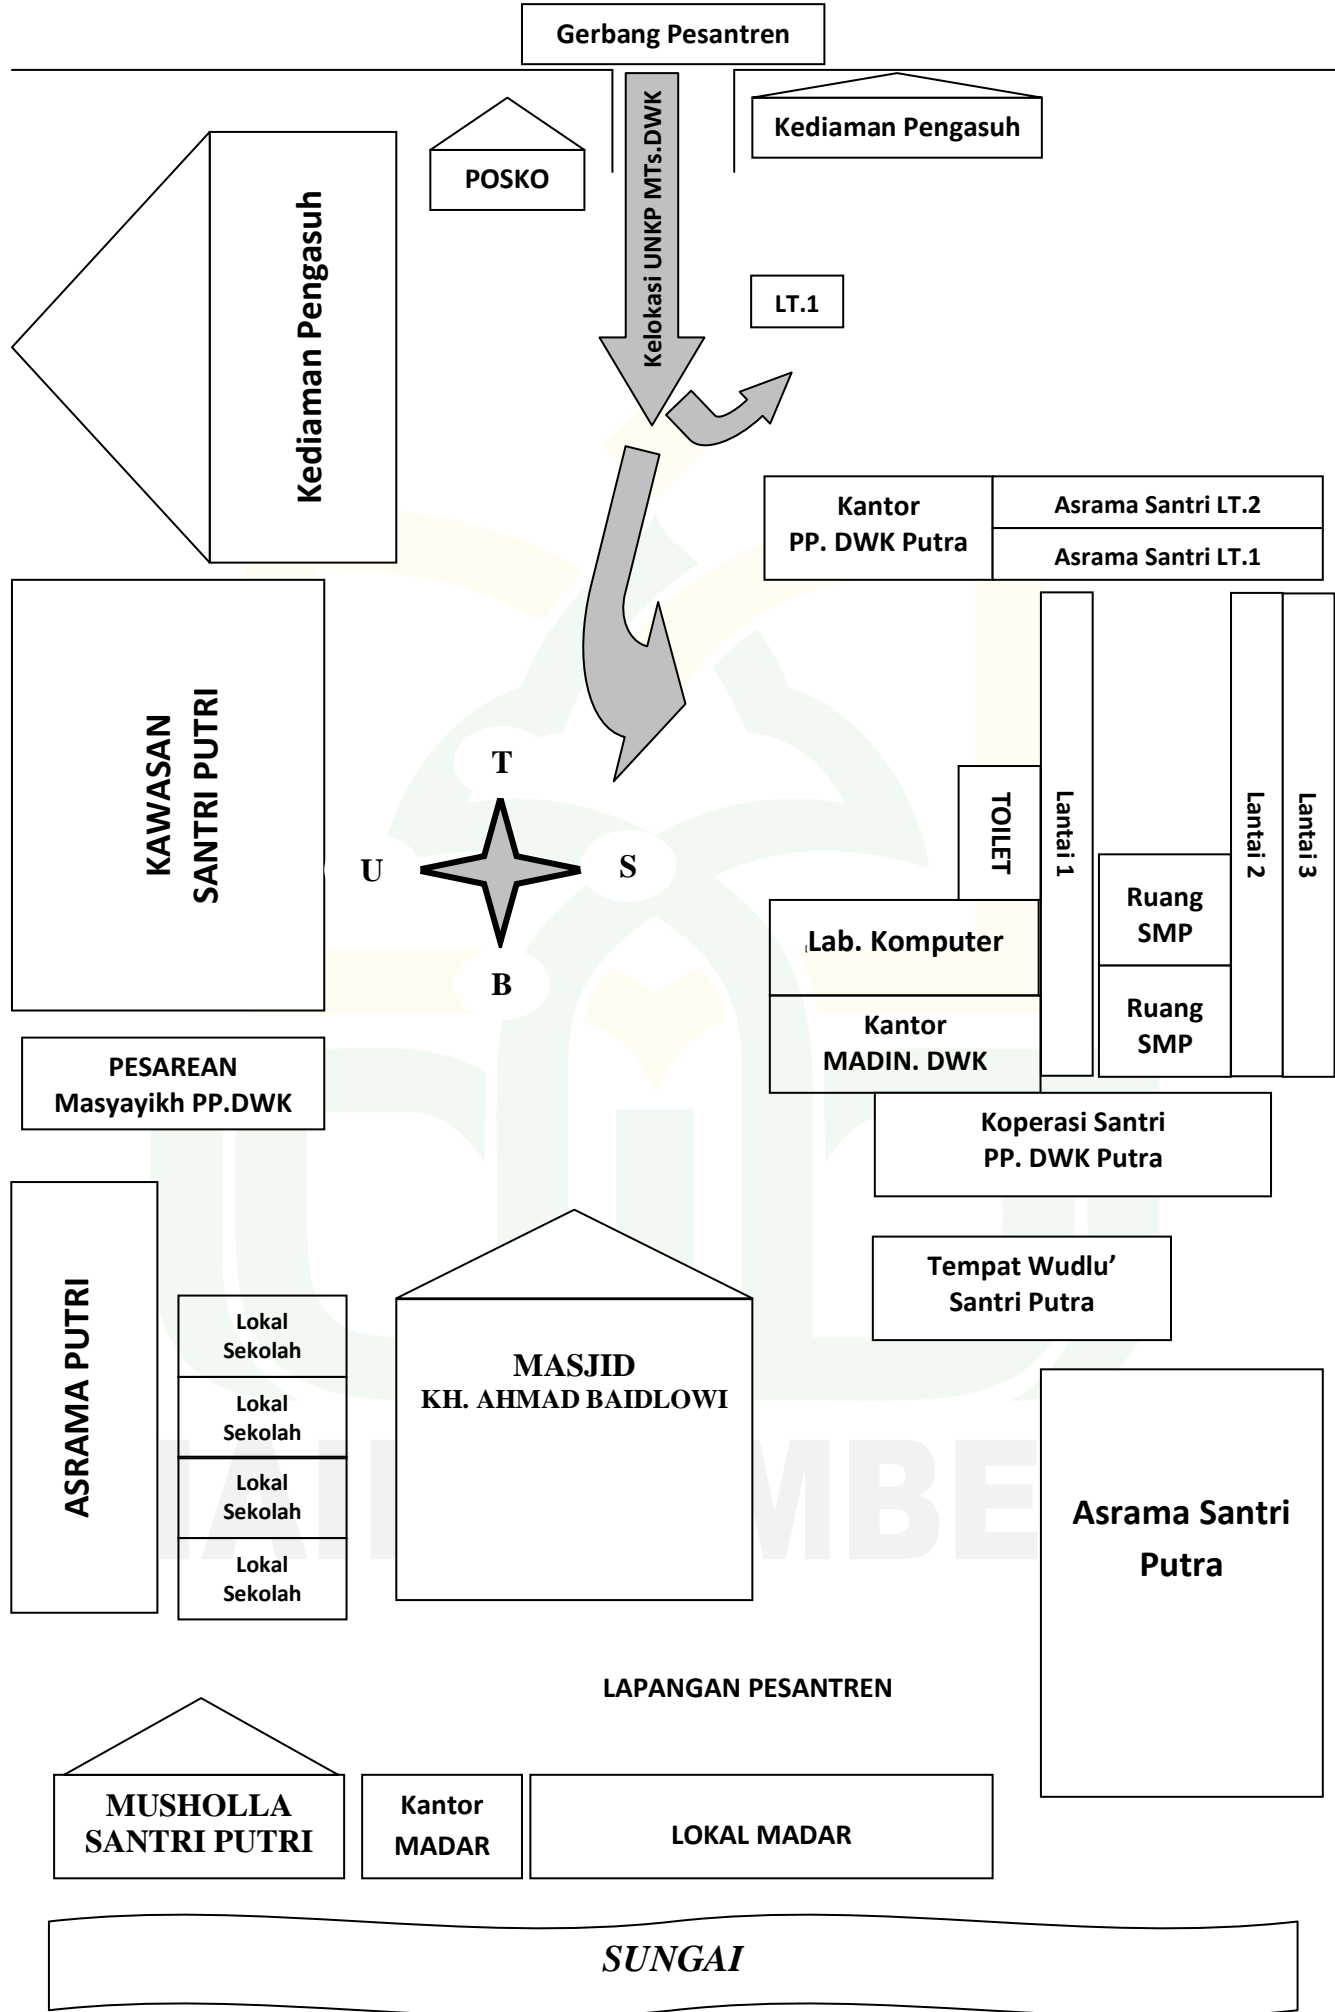 Gerbang Pesantren
Kelokasi UNKP MTs.DWK
Kediaman Pengasuh
POSKO
Kediaman Pengasuh
LT.1
Kantor
PP. DWK Putra
Asrama Santri LT.2
Asrama Santri LT.1
KAWASAN
SANTRI PUTRI
T
U
S
B
TOILET
Lantai 1
Lantai 2
Lantai 3
Ruang
SMP
Lab. Komputer
Ruang
SMP
Kantor
MADIN. DWK
PESAREAN
Masyayikh PP.DWK
Koperasi Santri
PP. DWK Putra
Tempat Wudlu’
Santri Putra
ASRAMA PUTRI
Lokal
Sekolah
Lokal
Sekolah
Lokal
Sekolah
Lokal
Sekolah
MASJID
KH. AHMAD BAIDLOWI
Asrama Santri
Putra
LAPANGAN PESANTREN
MUSHOLLA
SANTRI PUTRI
Kantor
MADAR
LOKAL MADAR
SUNGAI